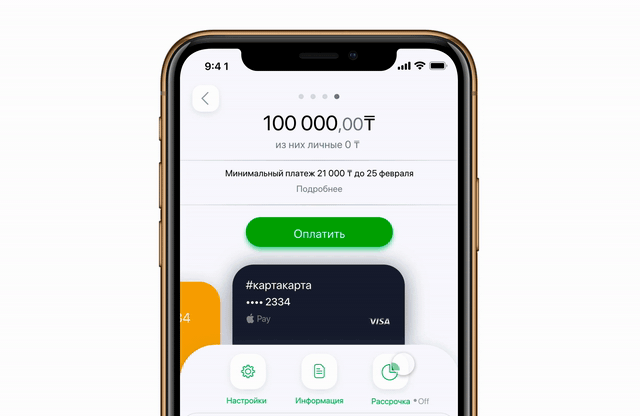 9:41
100 000,00₸
из них личные 0 ₸
Минимальный платеж 21 000 ₸ до 25 февраля
Подробнее
Оплатить
#картакарта
34
•••• 2334
Pay
VISA
Настройки
Информация
Рассрочка • Off